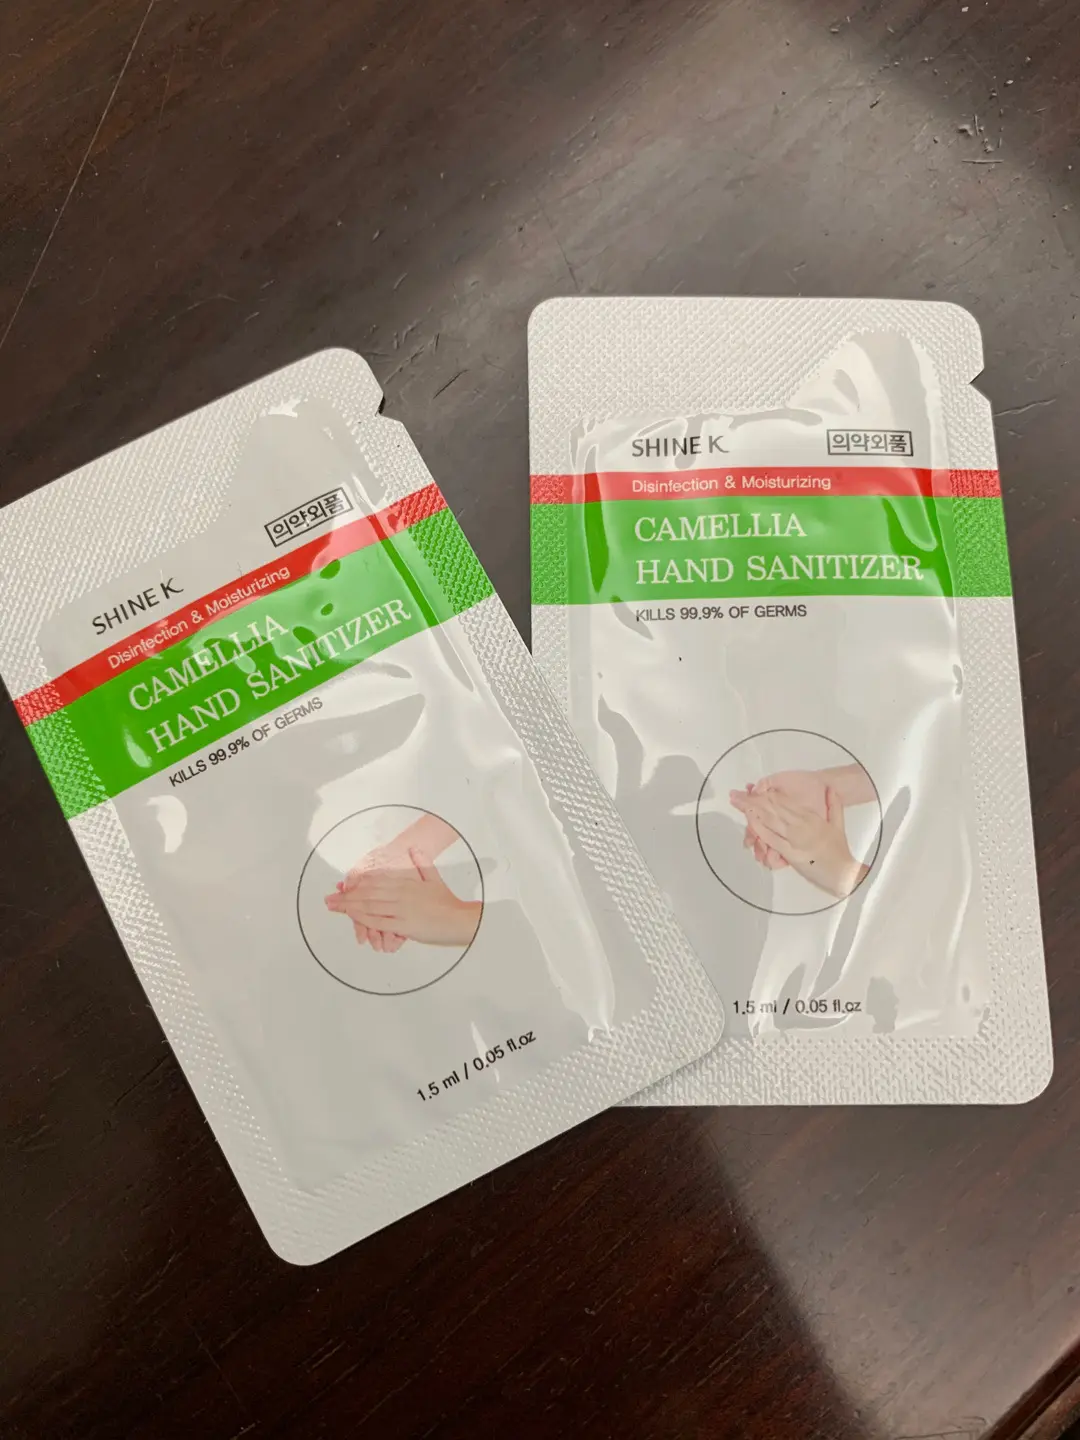 SHINE K
의약외품
Disinfection & Moisturizing
CAMELLIA
HAND SANITIZER
KILLS 99.9% OF GERMS
1.5 ml / 0.05 fl.oz
SHINE K
의약외품
Disinfection & Moisturizing
CAMELLIA
HAND SANITIZER
KILLS 99.9% OF GERMS
1.5 ml / 0.05 fl.oz